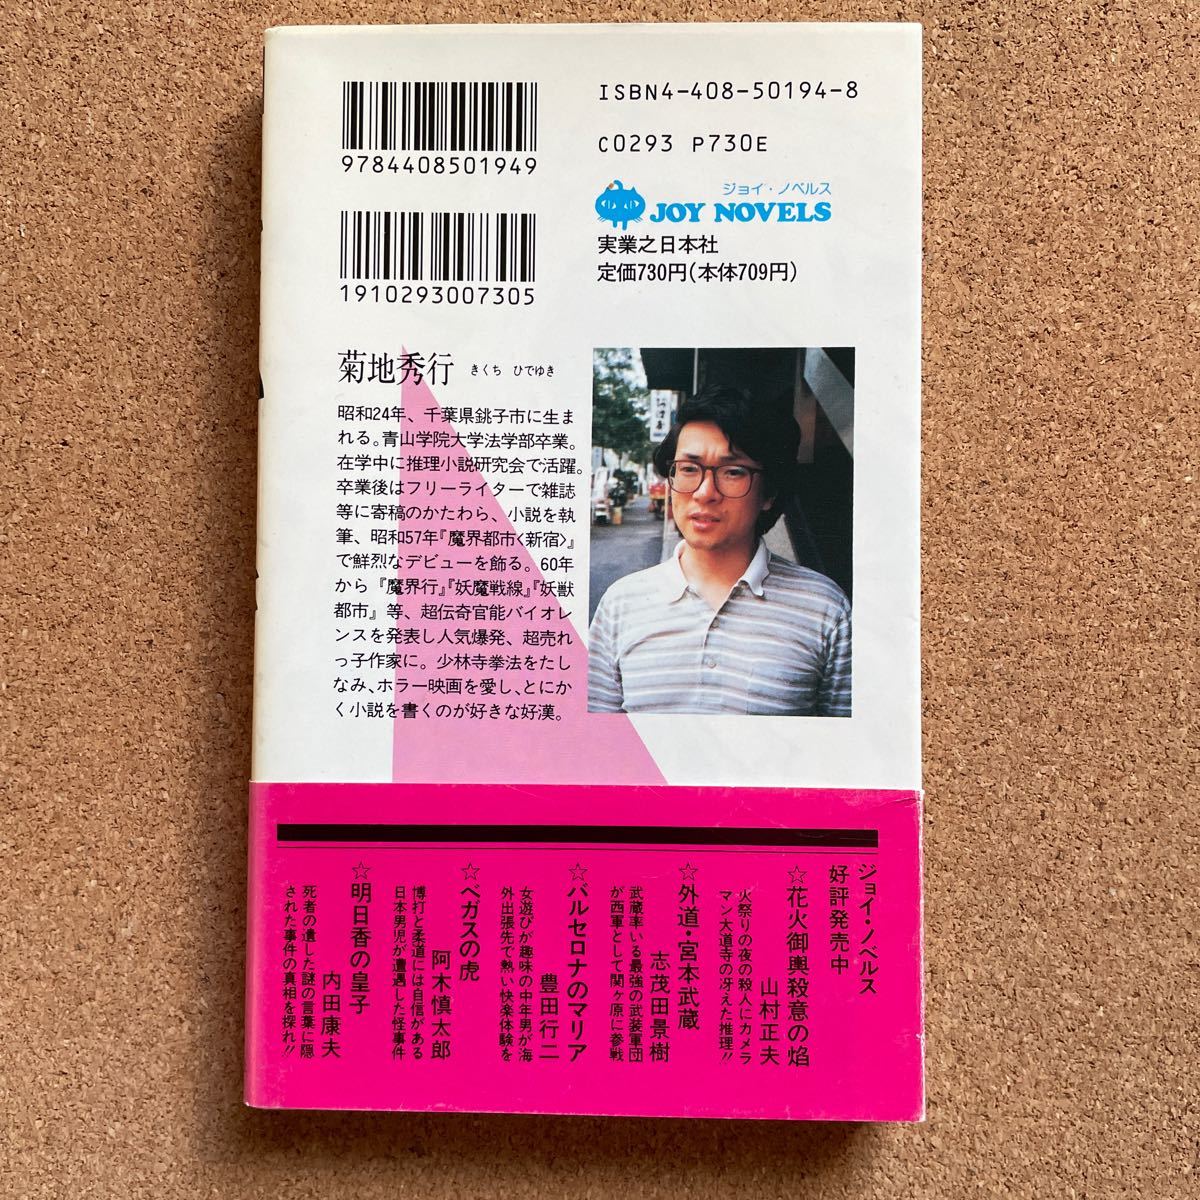 ISBN4-408-50194-8
C0293 P730E
9784408501949
1910293007305
ジョイ・ノベルス
JOY NOVELS
実業之日本社
定価730円(本体709円)
菊地秀行 きくち ひでゆき
昭和24年、千葉県銚子市に生ま
れる。青山学院大学法学部卒業。
在学中に推理小説研究会で活躍。
卒業後はフリーライターで雑誌
等に寄稿のかたわら、小説を執
筆、昭和57年『魔界都市〈新宿〉』
で鮮烈なデビューを飾る。60年
から『魔界行』『妖魔戦線』『妖獣
都市』等、超伝奇官能バイオレ
ンスを発表し人気爆発、超売れ
っ子作家に。少林寺拳法をたし
なみ、ホラー映画を愛し、とにか
く小説を書くのが好きな好漢。
ジョイ・ノベルス
好評発売中
☆花火御輿殺意の焰
山村正夫
火祭りの夜の殺人にカメラ
マン大道寺の冴えた推理!!
☆外道・宮本武蔵
志茂田景樹
武蔵率いる最強の武装軍団
が西軍として関ヶ原に参戦
☆バルセロナのマリア
豊田行二
女遊びが趣味の中年男が海
外出張先で熱い快楽体験を
☆ベガスの虎
阿木慎太郎
博打と柔道には自信がある
日本男児が遭遇した怪事件
☆明日香の皇子
内田康夫
死者の遺した謎の言葉に隠
された事件の真相を探れ!!